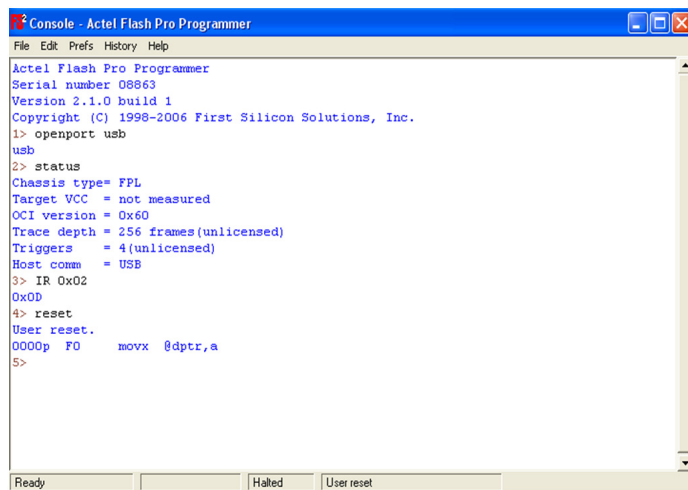 Console - Actel Flash Pro Programmer
File Edit Prefs History Help
Actel Flash Pro Programmer
Serial number 08863
Version 2.1.0 build 1
Copyright (C) 1998-2006 First Silicon Solutions, Inc.
1> openport usb
usb
2> status
Chassis type= FPL
Target VCC = not measured
OCI version = 0x60
Trace depth = 256 frames(unlicensed)
Triggers = 4(unlicensed)
Host comm = USB
3> IR 0x02
0x0D
4> reset
User reset.
0000p F0 movx @dptr,a
5>
Ready Halted User reset